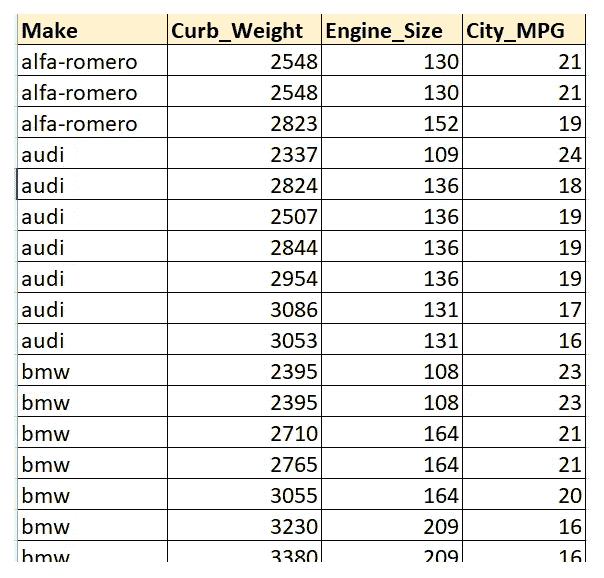 Make Curb_Weight Engine_Size City_MPG
alfa-romero 2548 130 21
alfa-romero 2548 130 21
alfa-romero 2823 152 19
audi 2337 109 24
audi 2824 136 18
audi 2507 136 19
audi 2844 136 19
audi 2954 136 19
audi 3086 131 17
audi 3053 131 16
bmw 2395 108 23
bmw 2395 108 23
bmw 2710 164 21
bmw 2765 164 21
bmw 3055 164 20
bmw 3230 209 16
bmw 3380 209 16